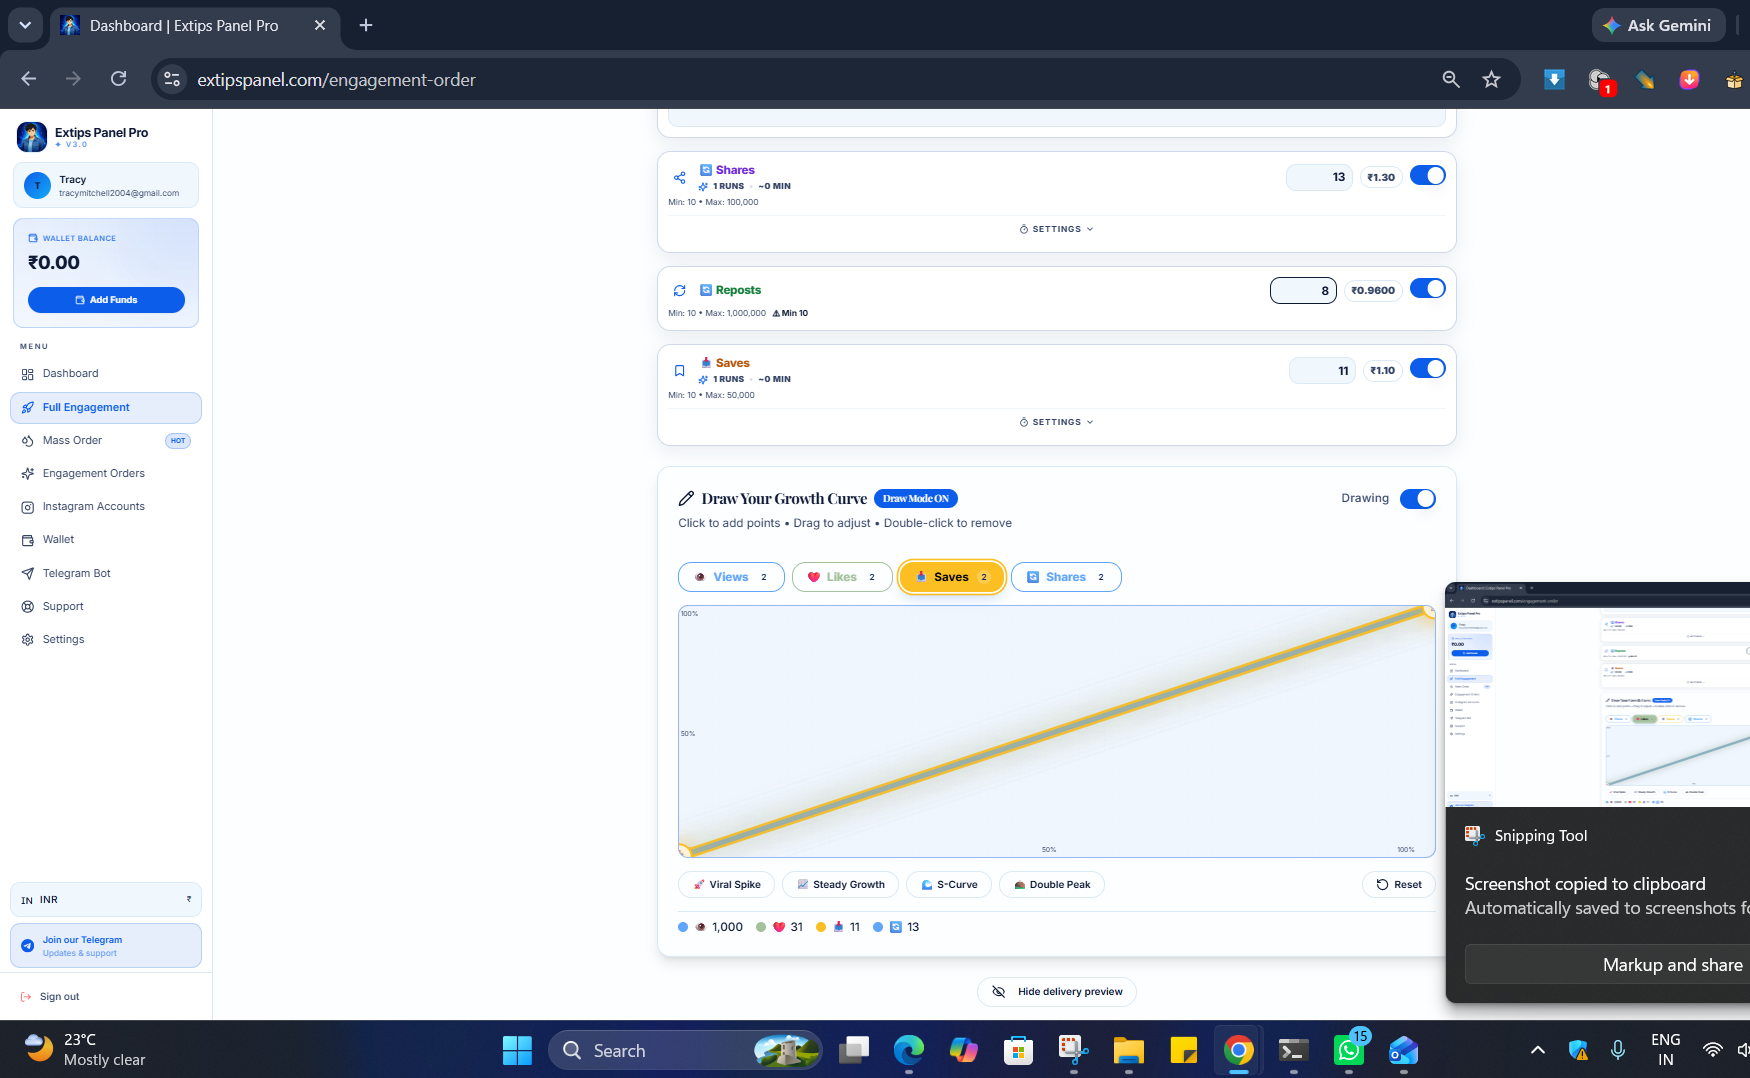 Dashboard | Extips Panel Pro
Ask Gemini
extipspanel.com/engagement-order
1
Extips Panel Pro
V3.0
T
Tracy
tracymitchell2004@gmail.com
WALLET BALANCE
₹0.00
Add Funds
MENU
Dashboard
Full Engagement
Mass Order
HOT
Engagement Orders
Instagram Accounts
Wallet
Telegram Bot
Support
Settings
IN INR ₹
Join our Telegram
Updates & support
Sign out
Shares
1 RUNS • ~0 MIN
Min: 10 • Max: 100,000
13
₹1.30
SETTINGS
Reposts
Min: 10 • Max: 1,000,000 ⚠ Min 10
8
₹0.9600
Saves
1 RUNS • ~0 MIN
Min: 10 • Max: 50,000
11
₹1.10
SETTINGS
Draw Your Growth Curve
Draw Mode ON
Drawing
Click to add points • Drag to adjust • Double-click to remove
Views 2
Likes 2
Saves 2
Shares 2
100%
50%
50%
100%
Viral Spike
Steady Growth
S-Curve
Double Peak
Reset
1,000
31
11
13
Hide delivery preview
Snipping Tool
Screenshot copied to clipboard
Automatically saved to screenshots
Markup and share
23°C
Mostly clear
Search
15
ENG
IN